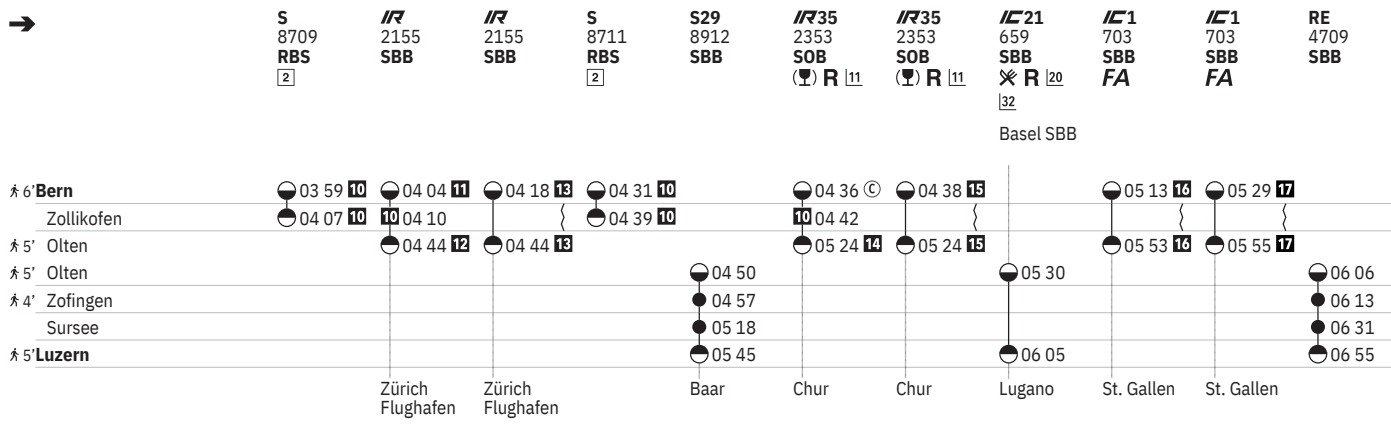 S IR IR S S29 IR35 IR35 IC21 IC1 IC1 RE
8709 2155 2155 8711 8912 2353 2353 659 703 703 4709
RBS SBB SBB RBS SBB SOB SOB SBB SBB SBB SBB
2 2 R 11 R 11 R 20 FA FA
32
Basel SBB
6' Bern 03 59 10 04 04 11 04 18 13 04 31 10 04 36 C 04 38 15 05 13 16 05 29 17
Zollikofen 04 07 10 10 04 10 04 39 10 10 04 42
5' Olten 04 44 12 04 44 13 05 24 14 05 24 15 05 53 16 05 55 17
5' Olten 04 50 05 30 06 06
4' Zofingen 04 57 06 13
Sursee 05 18 06 31
5' Luzern 05 45 06 05 06 55
Zürich Zürich Baar Chur Chur Lugano St. Gallen St. Gallen
Flughafen Flughafen